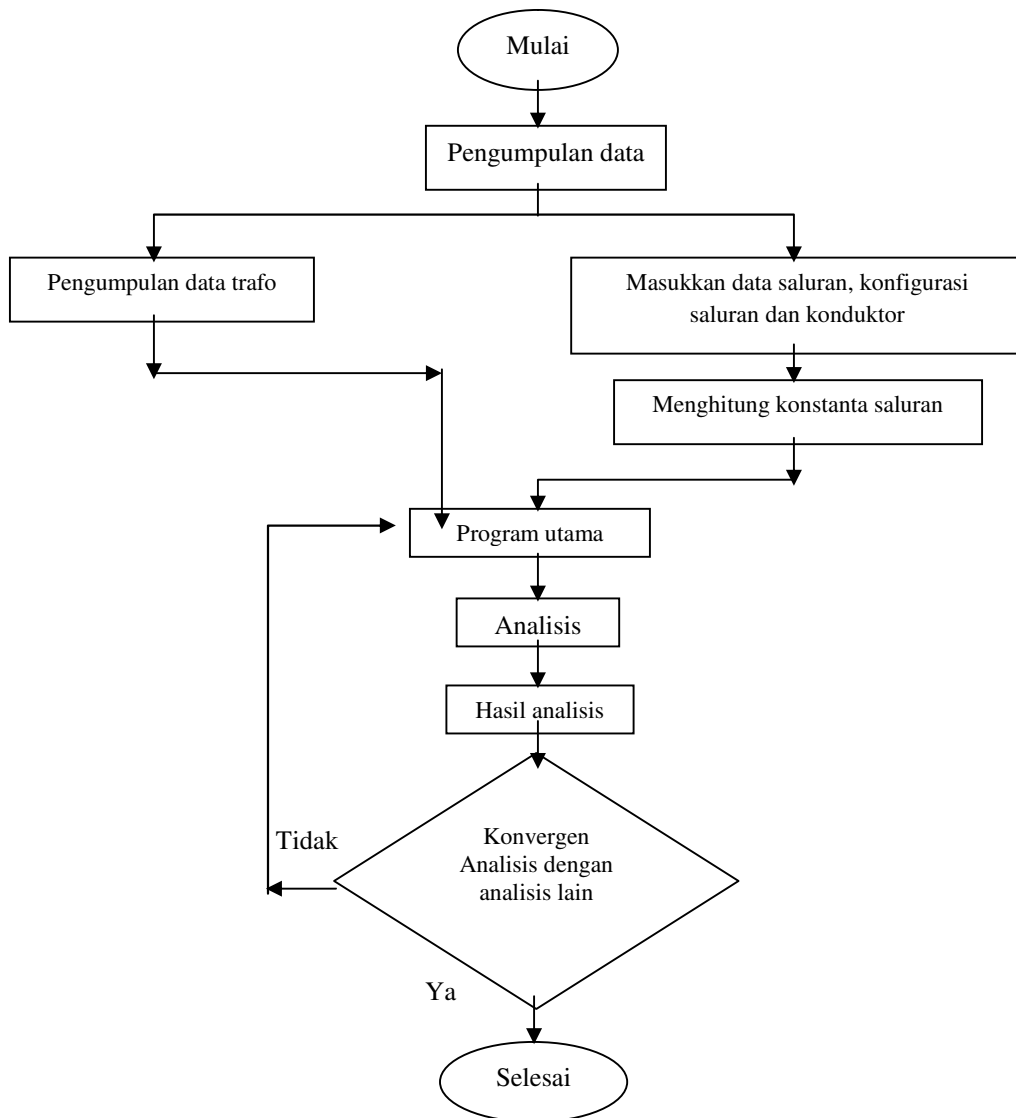 Mulai
Pengumpulan data
Pengumpulan data trafo
Masukkan data saluran, konfigurasi
saluran dan konduktor
Menghitung konstanta saluran
Program utama
Analisis
Hasil analisis
Konvergen
Analisis dengan
analisis lain
Tidak
Ya
Selesai